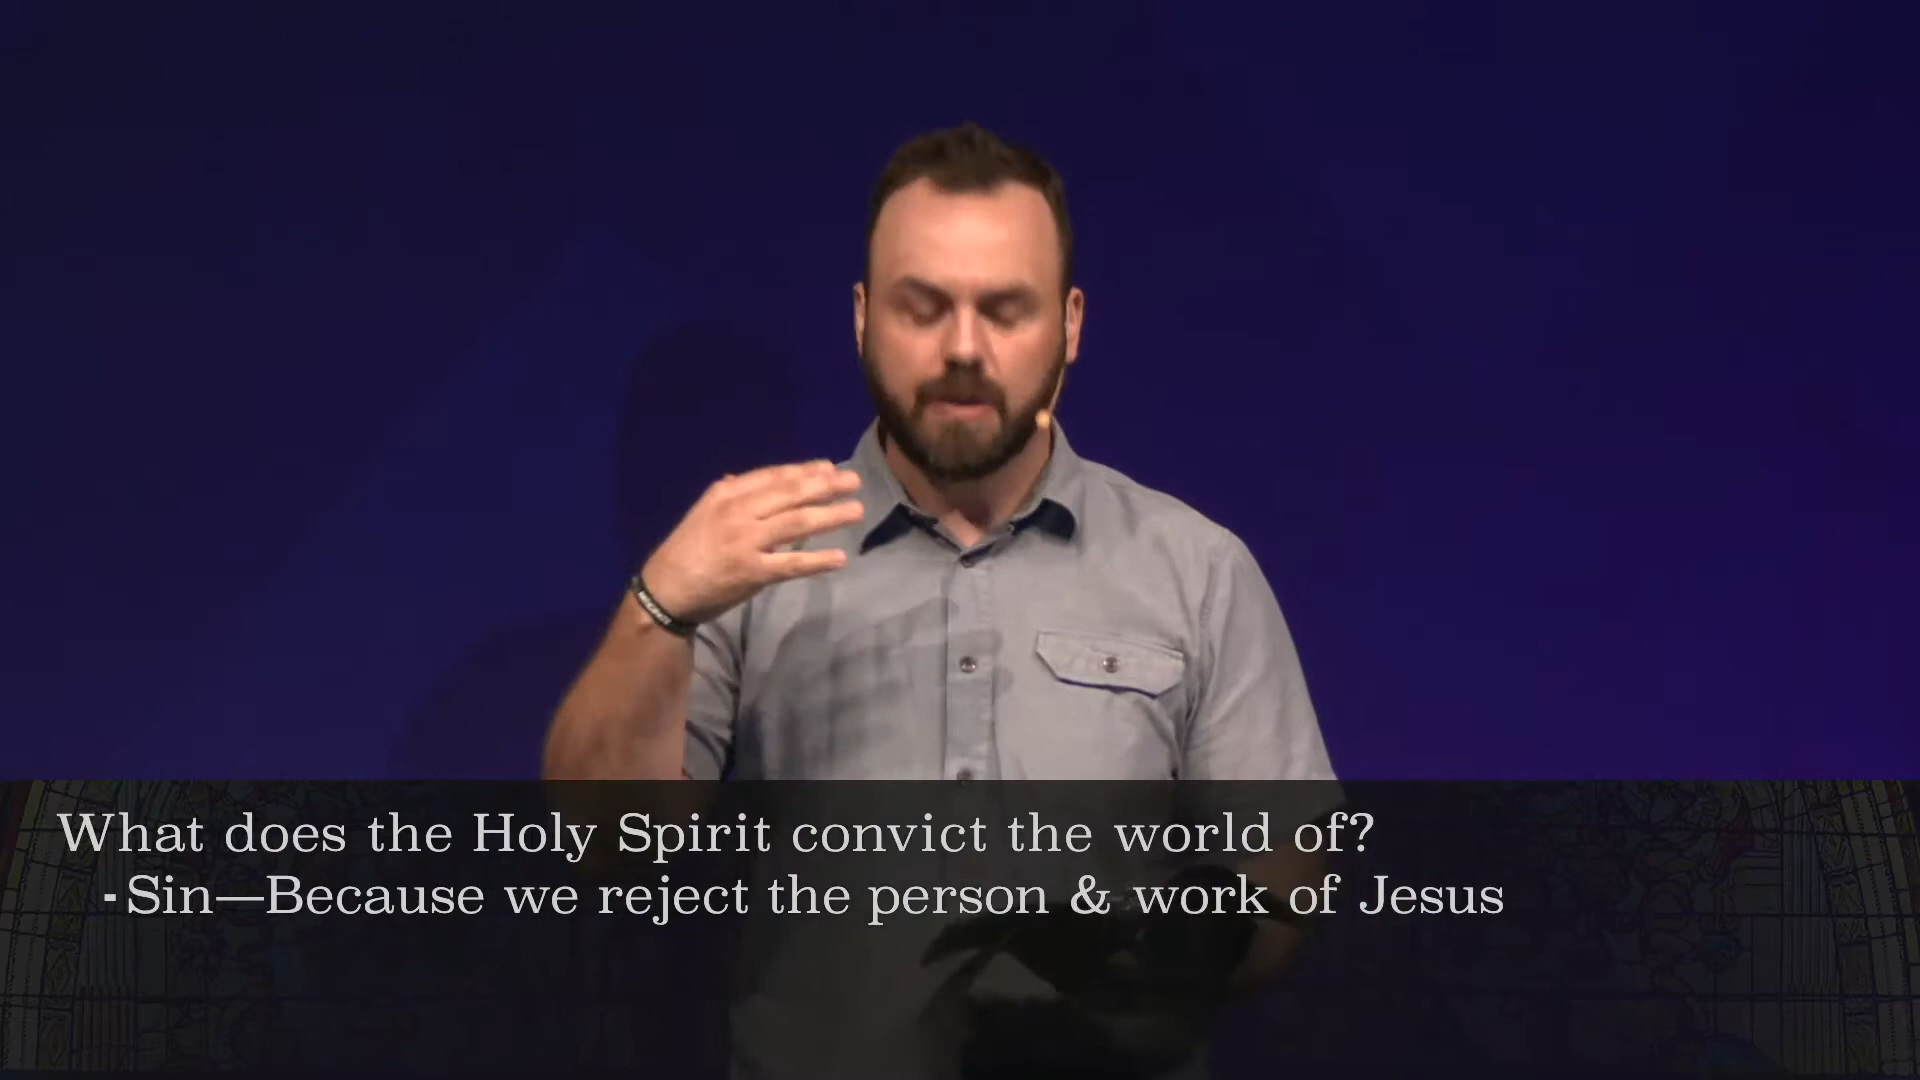 What does the Holy Spirit convict the world of?
-Sin—Because we reject the person & work of Jesus